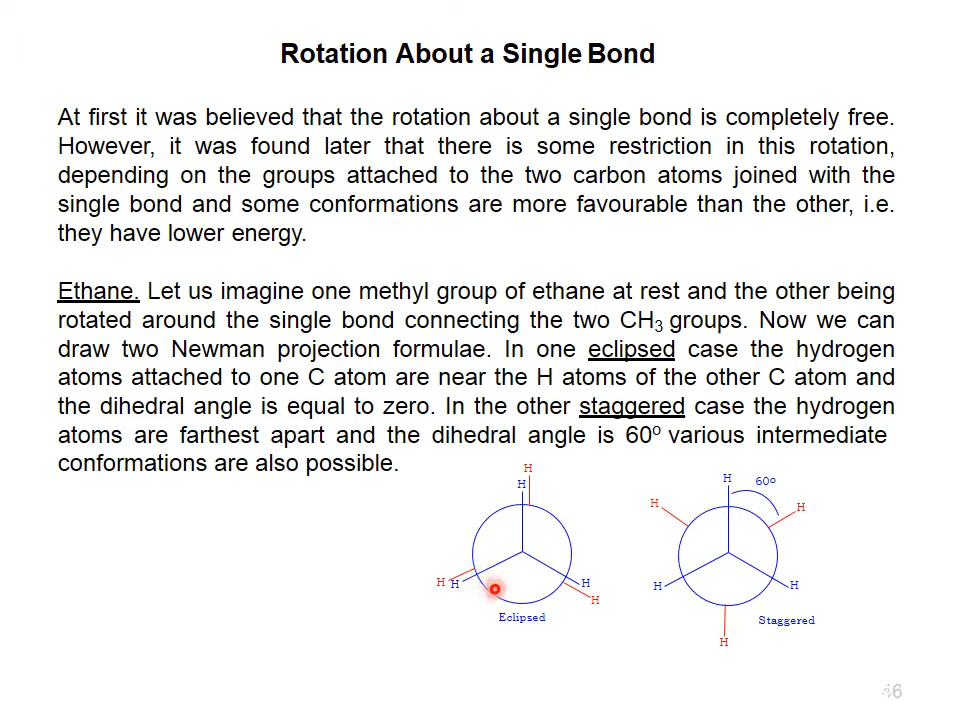 Rotation About a Single Bond
At first it was believed that the rotation about a single bond is completely free.
However, it was found later that there is some restriction in this rotation,
depending on the groups attached to the two carbon atoms joined with the
single bond and some conformations are more favourable than the other, i.e.
they have lower energy.
Ethane. Let us imagine one methyl group of ethane at rest and the other being
rotated around the single bond connecting the two CH₃ groups. Now we can
draw two Newman projection formulae. In one eclipsed case the hydrogen
atoms attached to one C atom are near the H atoms of the other C atom and
the dihedral angle is equal to zero. In the other staggered case the hydrogen
atoms are farthest apart and the dihedral angle is 60º various intermediate
conformations are also possible.
H
H
H H
H
H
Eclipsed
H 60º
H
H
H
H
H
Staggered